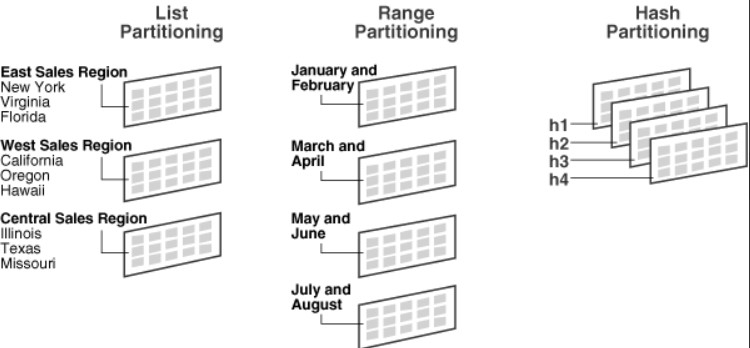 List
Partitioning
East Sales Region
New York
Virginia
Florida
West Sales Region
California
Oregon
Hawaii
Central Sales Region
Illinois
Texas
Missouri
Range
Partitioning
January and
February
March and
April
May and
June
July and
August
Hash
Partitioning
h1
h2
h3
h4